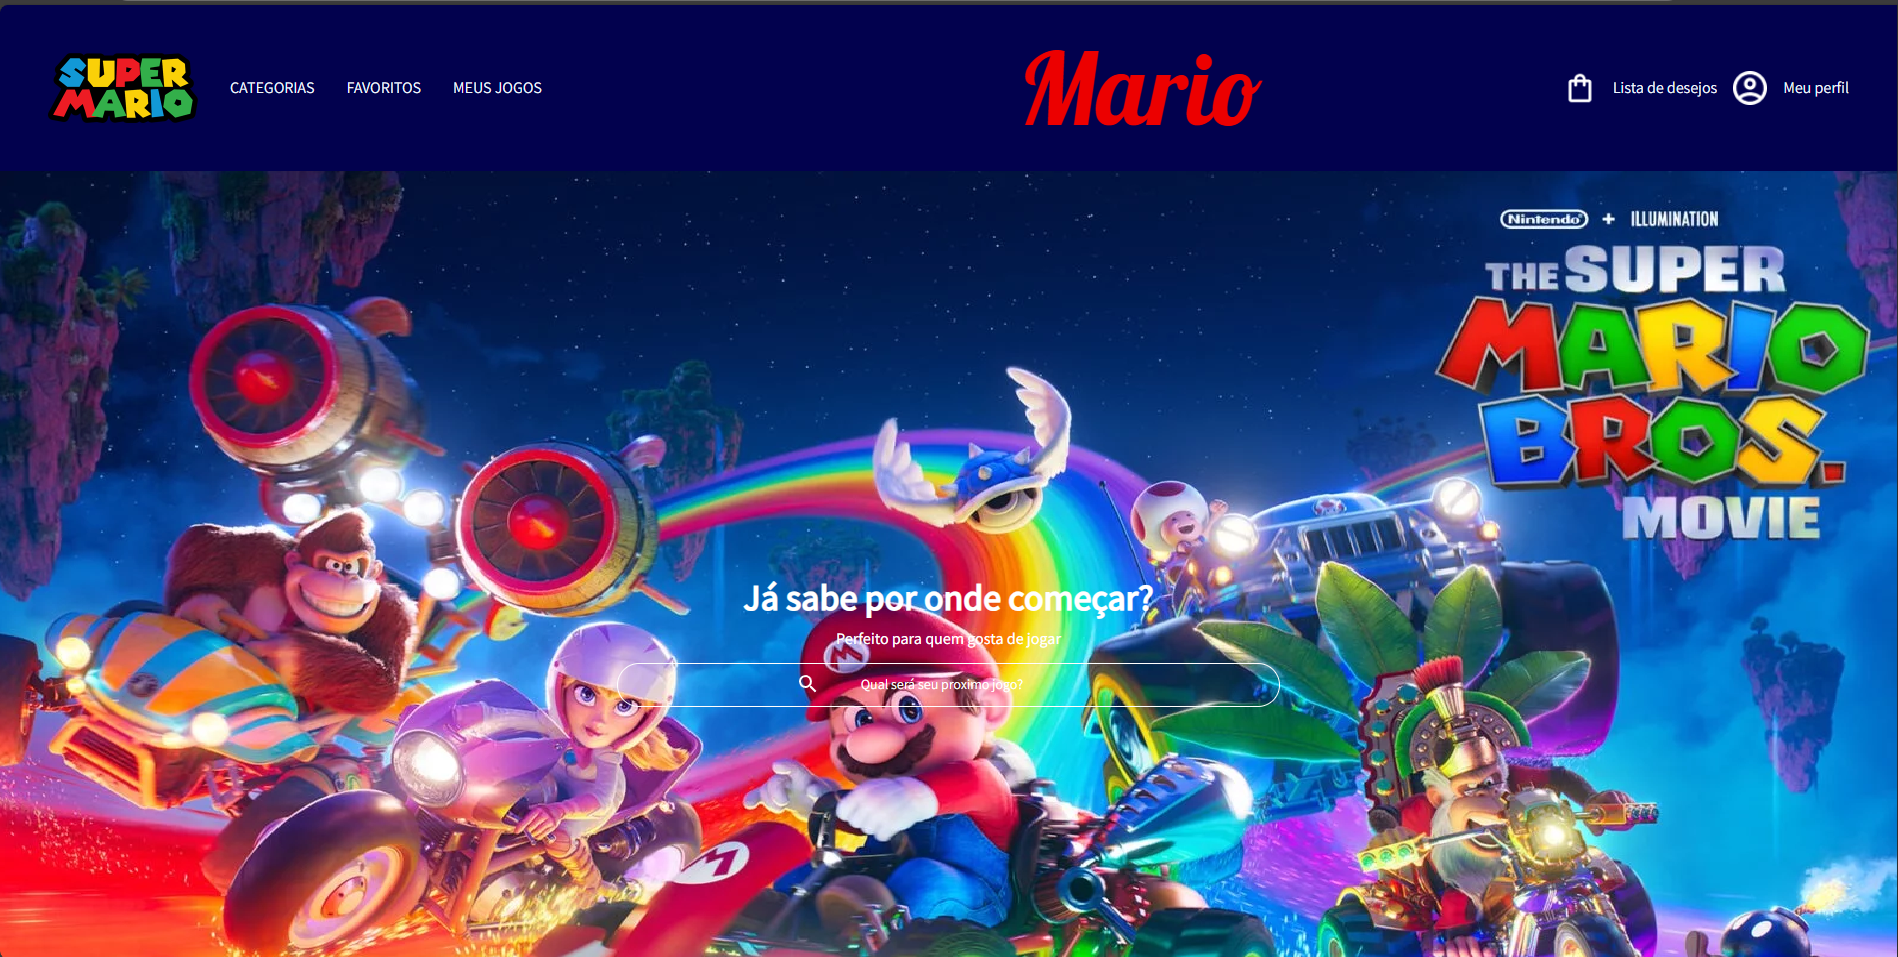 SUPER
MARIO
CATEGORIAS
FAVORITOS
MEUS JOGOS
Mario
Lista de desejos
Meu perfil
Nintendo + ILLUMINATION
THE SUPER
MARIO
BROS.
MOVIE
Já sabe por onde começar?
Perfeito para quem gosta de jogar
Qual será seu proximo jogo?
M
M